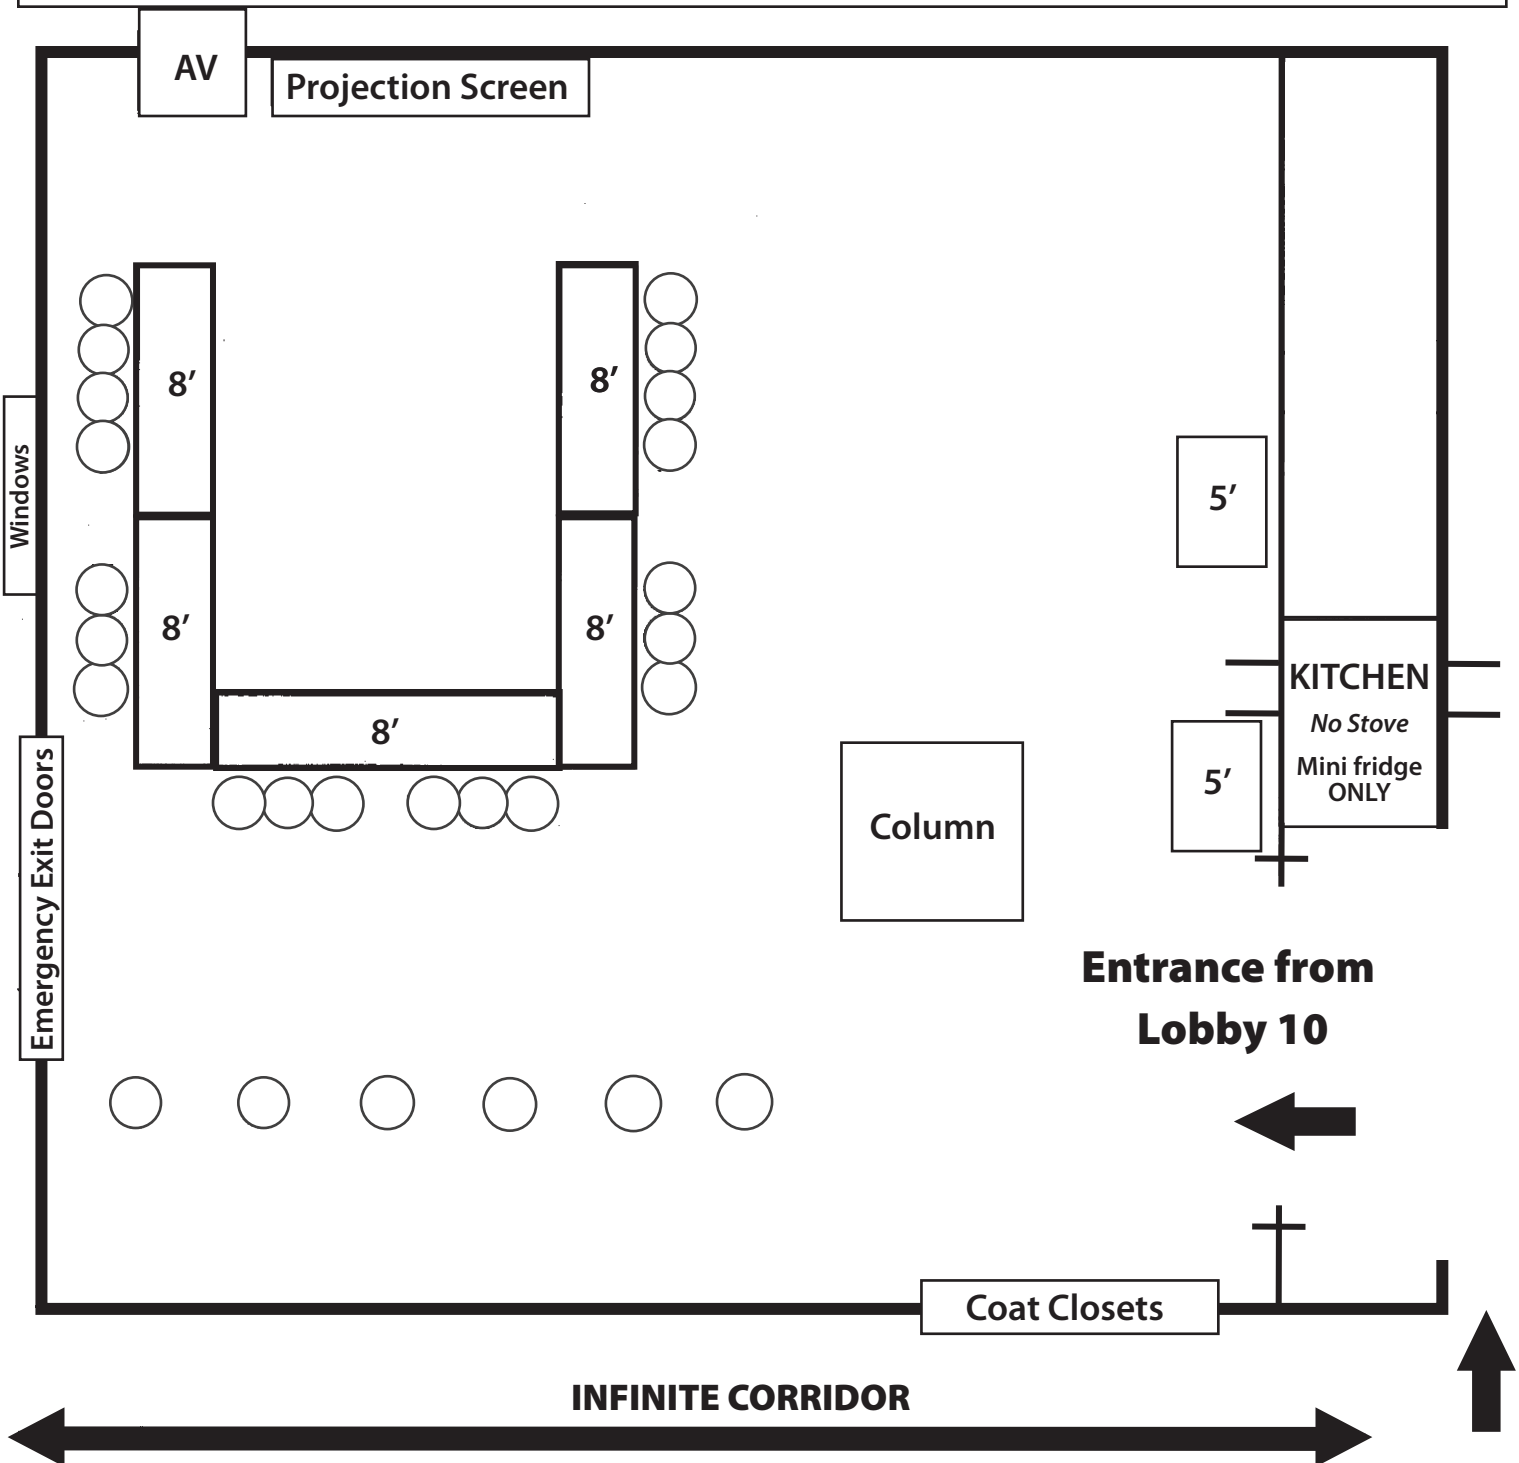 AV
Projection Screen
8’
8’
Windows
5’
8’
8’
KITCHEN
No Stove
Mini fridge
ONLY
8’
5’
Emergency Exit Doors
Column
Entrance from
Lobby 10
Coat Closets
INFINITE CORRIDOR